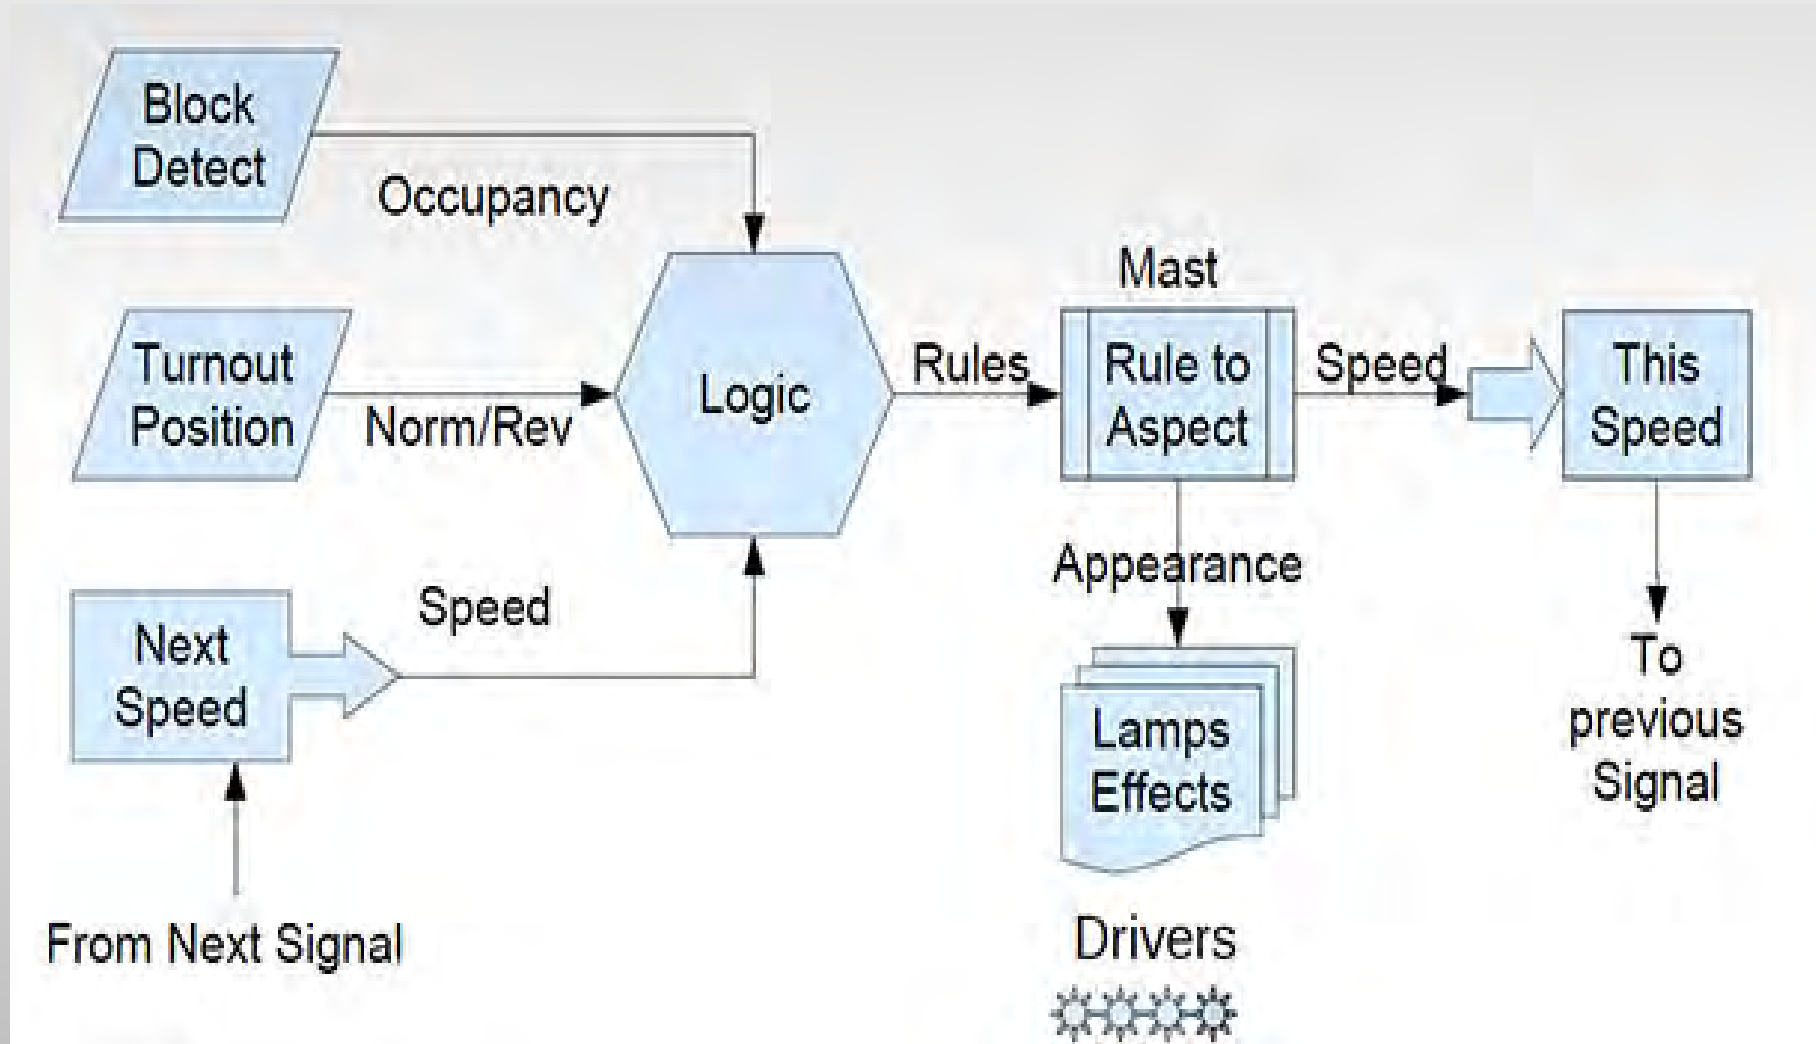 Block
Detect
Occupancy
Turnout
Position
Norm/Rev
Next
Speed
Speed
From Next Signal
Logic
Rules
Mast
Rule to
Aspect
Speed
This
Speed
Appearance
Lamps
Effects
Drivers
To
previous
Signal